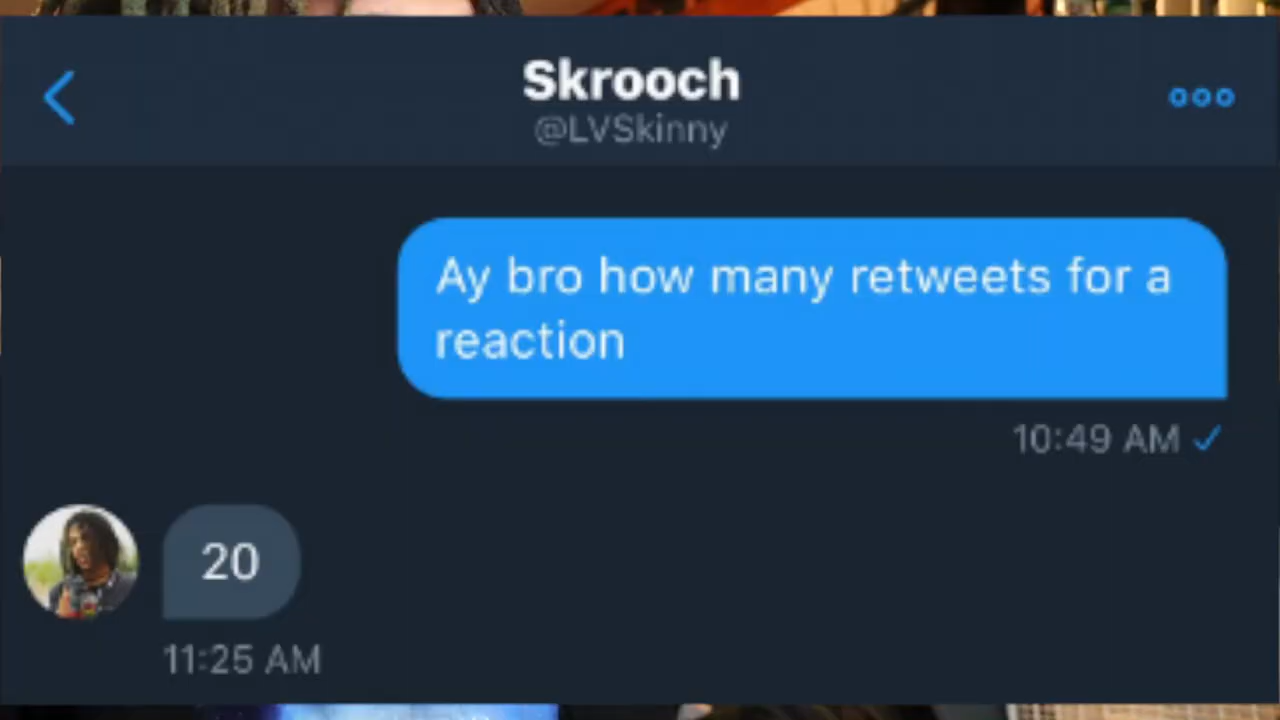 Skrooch
@LVSkinny
Ay bro how many retweets for a
reaction
10:49 AM
20
11:25 AM